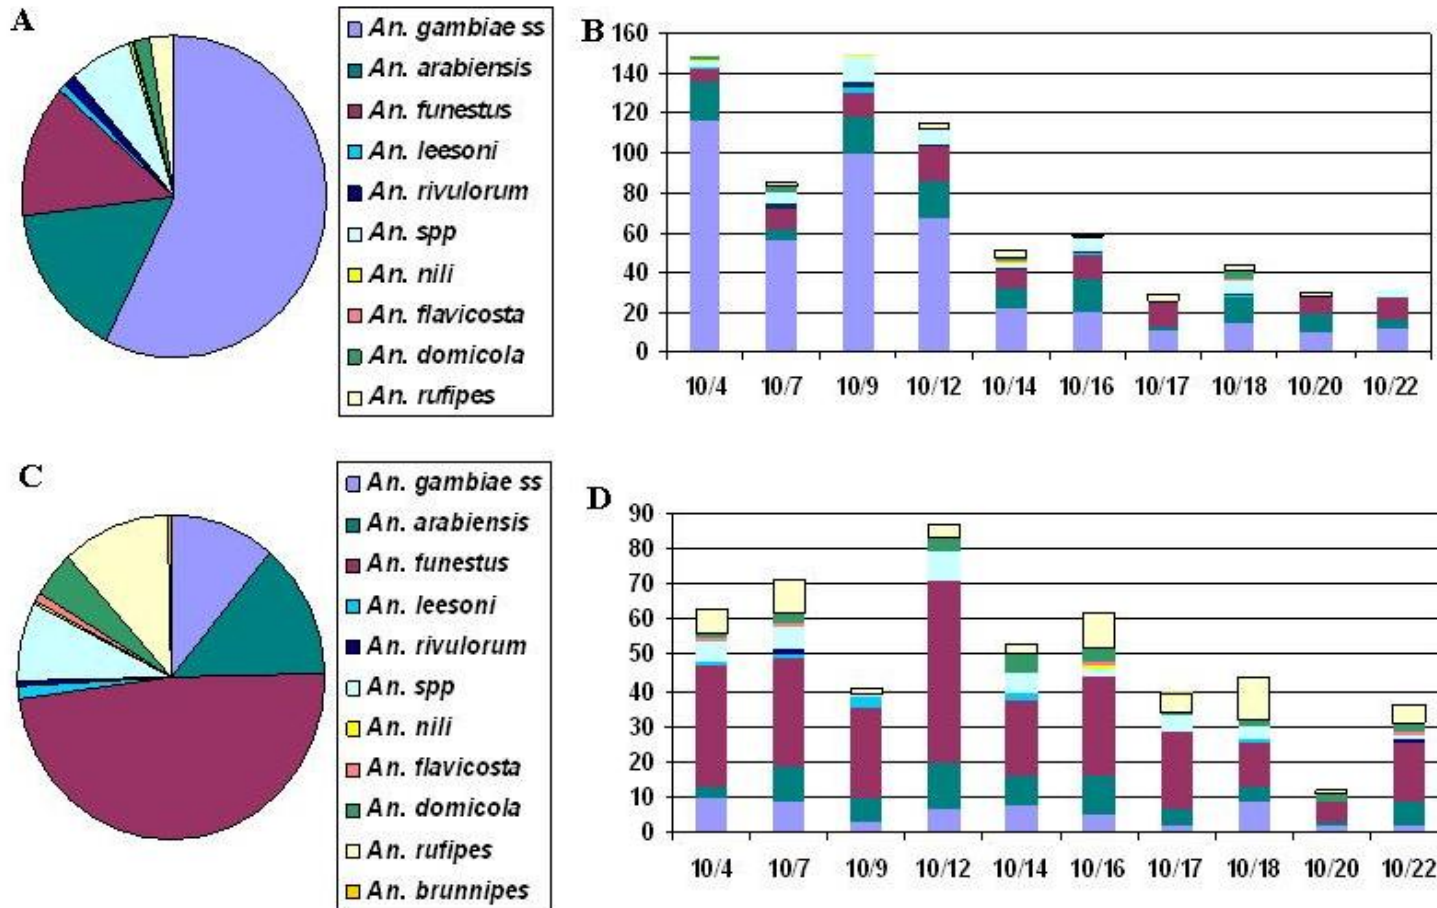 A
An. gambiae ss
An. arabiensis
An. funestus
An. leesoni
An. rivulorum
An. spp
An. nili
An. flavicosta
An. domicola
An. rufipes
B
160
140
120
100
80
60
40
20
0
10/4 10/7 10/9 10/12 10/14 10/16 10/17 10/18 10/20 10/22
C
An. gambiae ss
An. arabiensis
An. funestus
An. leesoni
An. rivulorum
An. spp
An. nili
An. flavicosta
An. domicola
An. rufipes
An. brunnipes
D
90
80
70
60
50
40
30
20
10
0
10/4 10/7 10/9 10/12 10/14 10/16 10/17 10/18 10/20 10/22